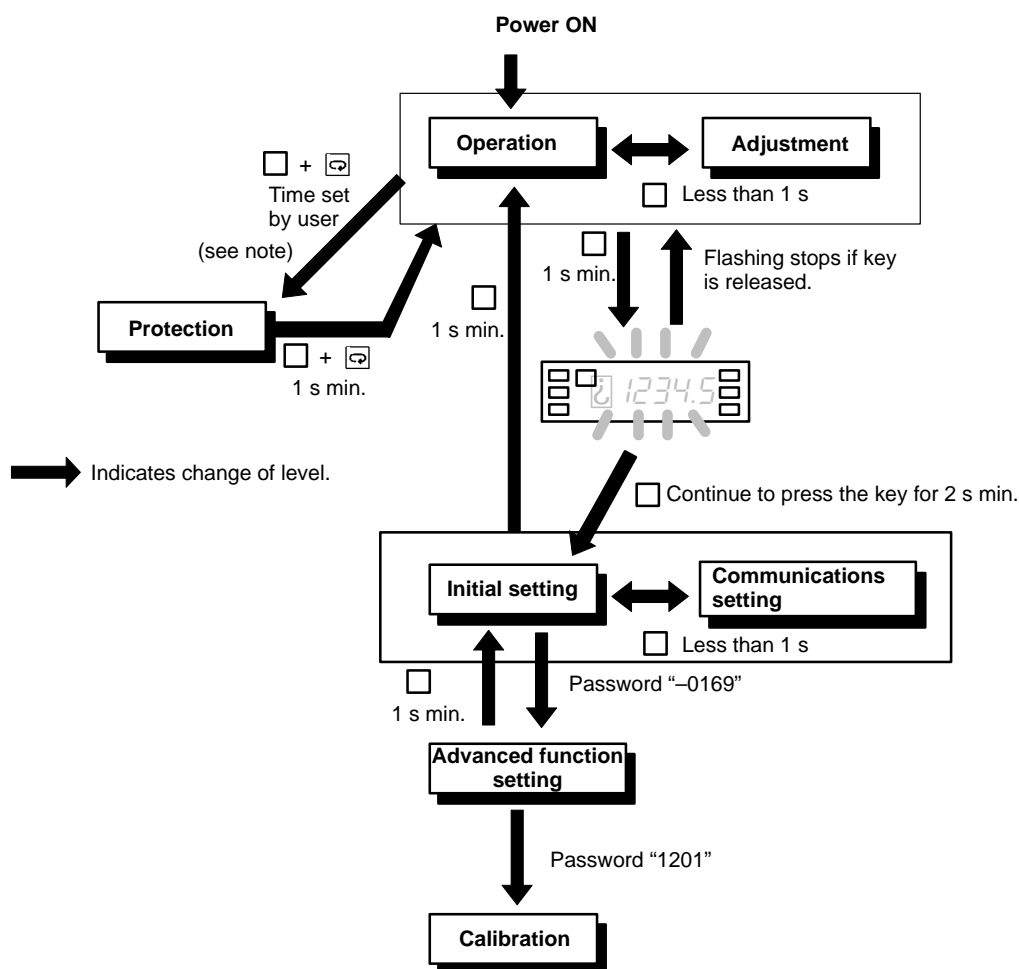 Power ON
Operation
Adjustment
+
Time set
by user
(see note)
Less than 1 s
1 s min.
Flashing stops if key
is released.
1 s min.
Protection
+
1 s min.
1234.5
Indicates change of level.
Continue to press the key for 2 s min.
Initial setting
Communications
setting
Less than 1 s
1 s min.
Password “–0169”
Advanced function
setting
Password “1201”
Calibration